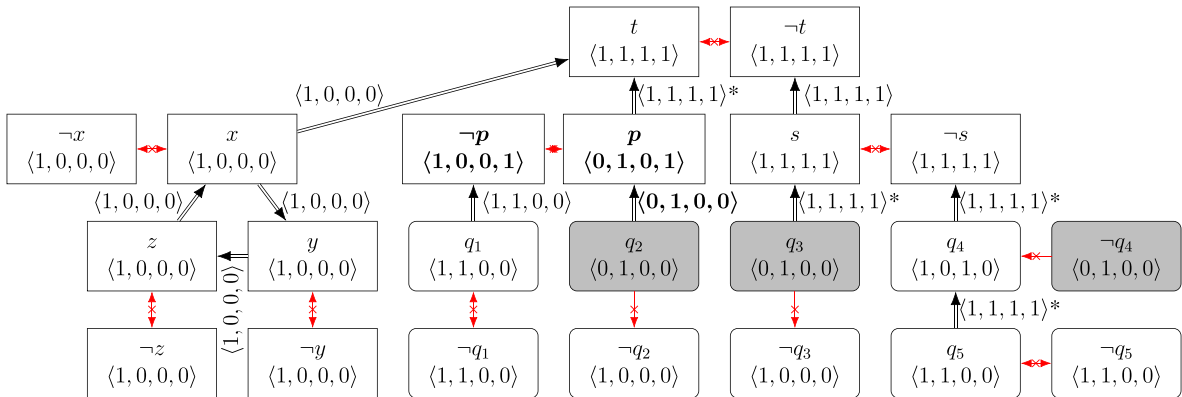 t ¬t
⟨1, 1, 1, 1⟩ ⟨1, 1, 1, 1⟩
⟨1, 0, 0, 0⟩ ⟨1, 1, 1, 1⟩* ⟨1, 1, 1, 1⟩
¬x x ¬p p s ¬s
⟨1, 0, 0, 0⟩ ⟨1, 0, 0, 0⟩ ⟨1, 0, 0, 1⟩ ⟨0, 1, 0, 1⟩ ⟨1, 1, 1, 1⟩ ⟨1, 1, 1, 1⟩
⟨1, 0, 0, 0⟩ ⟨1, 0, 0, 0⟩ ⟨1, 1, 0, 0⟩ ⟨0, 1, 0, 0⟩ ⟨1, 1, 1, 1⟩* ⟨1, 1, 1, 1⟩*
z y q₁ q₂ q₃ q₄ ¬q₄
⟨1, 0, 0, 0⟩ ⟨1, 0, 0, 0⟩ ⟨1, 1, 0, 0⟩ ⟨0, 1, 0, 0⟩ ⟨0, 1, 0, 0⟩ ⟨1, 0, 1, 0⟩ ⟨0, 1, 0, 0⟩
⟨1, 0, 0, 0⟩ ⟨1, 1, 1, 1⟩*
¬z ¬y ¬q₁ ¬q₂ ¬q₃ q₅ ¬q₅
⟨1, 0, 0, 0⟩ ⟨1, 0, 0, 0⟩ ⟨1, 1, 0, 0⟩ ⟨1, 0, 0, 0⟩ ⟨1, 0, 0, 0⟩ ⟨1, 1, 0, 0⟩ ⟨1, 1, 0, 0⟩